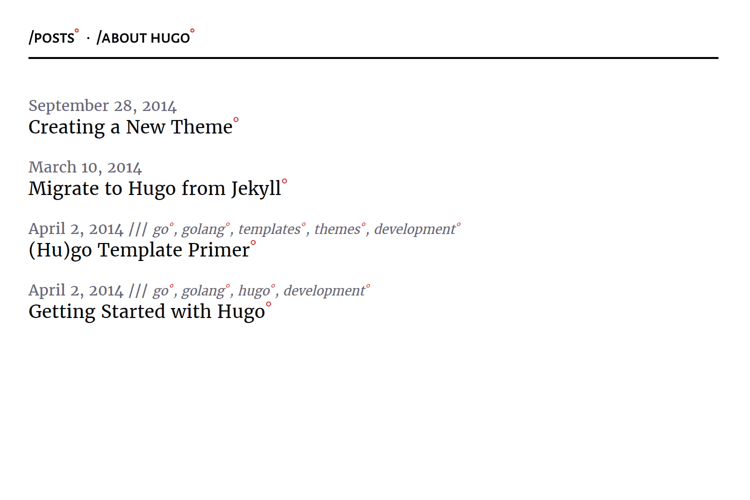 /POSTS° · /ABOUT HUGO°
September 28, 2014
Creating a New Theme°
March 10, 2014
Migrate to Hugo from Jekyll°
April 2, 2014 /// go°, golang°, templates°, themes°, development°
(Hu)go Template Primer°
April 2, 2014 /// go°, golang°, hugo°, development°
Getting Started with Hugo°